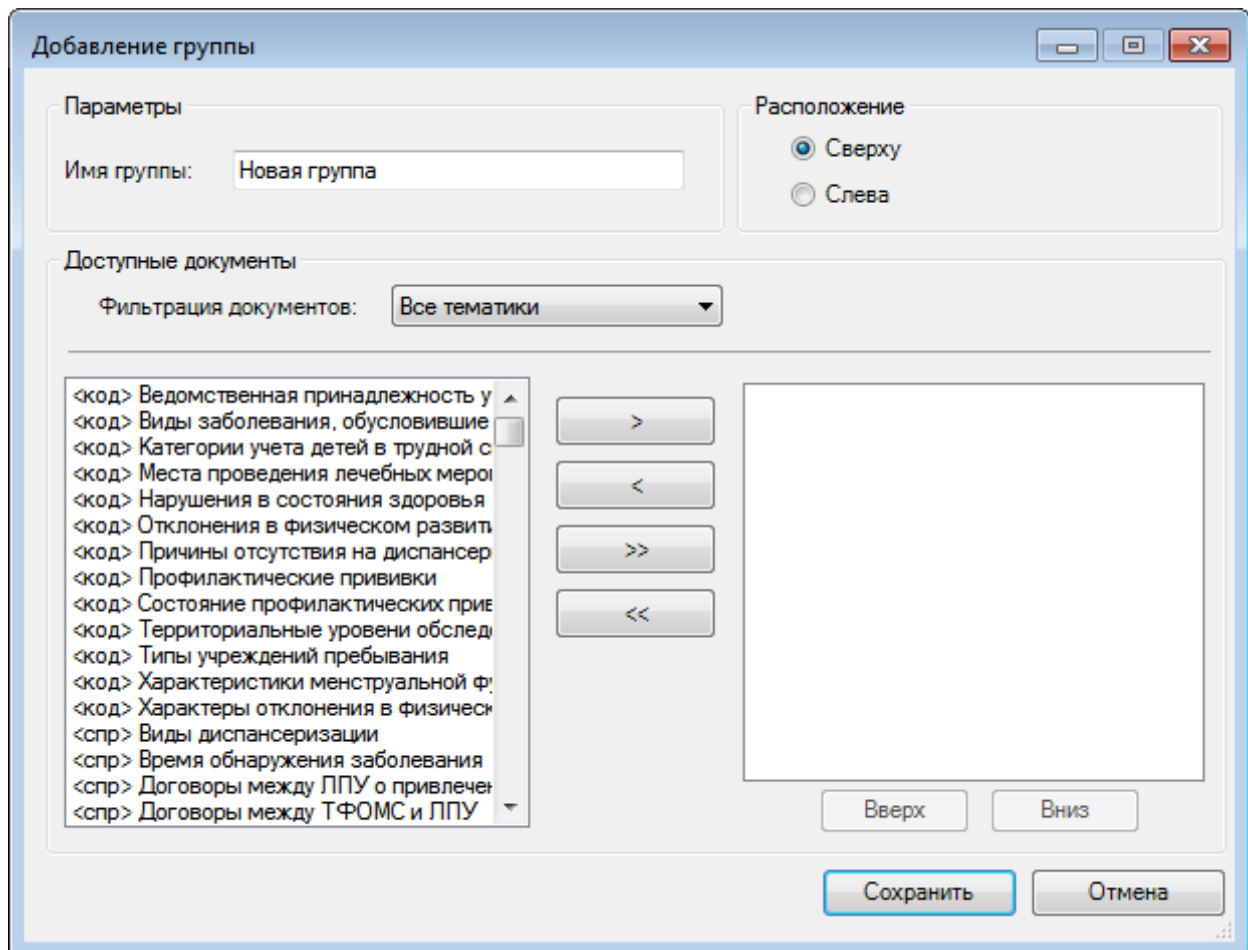 Добавление группы
Параметры
Имя группы: Новая группа
Расположение
Сверху
Слева
Доступные документы
Фильтрация документов: Все тематики
<код> Ведомственная принадлежность у
<код> Виды заболевания, обусловившие
<код> Категории учета детей в трудной с
<код> Места проведения лечебных меро
<код> Нарушения в состояния здоровья
<код> Отклонения в физическом развити
<код> Причины отсутствия на диспансер
<код> Профилактические прививки
<код> Состояние профилактических прив
<код> Территориальные уровени обслед
<код> Типы учреждений пребывания
<код> Характеристики менструальной ф
<код> Характеры отклонения в физическ
<спр> Виды диспансеризации
<спр> Время обнаружения заболевания
<спр> Договоры между ЛПУ о привлечен
<спр> Договоры между ТФОМС и ЛПУ
>
<
>>
<<
Вверх Вниз
Сохранить Отмена